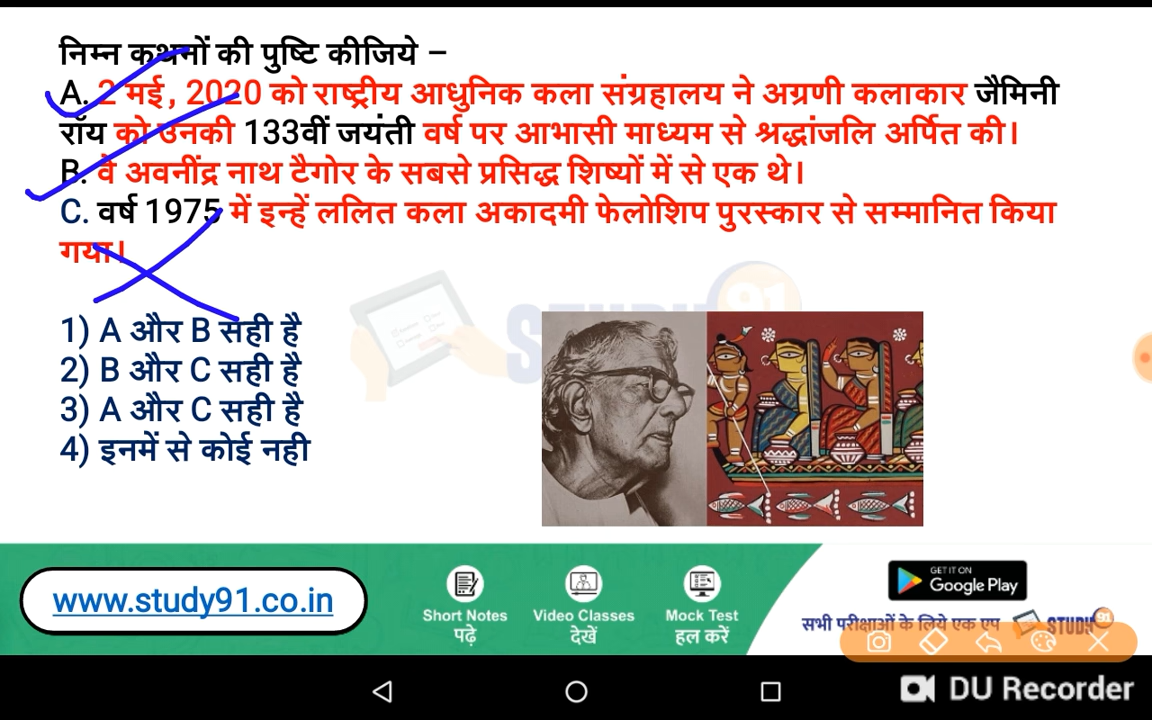 निम्न कथनों की पुष्टि कीजिये –
A. 2 मई, 2020 को राष्ट्रीय आधुनिक कला संग्रहालय ने अग्रणी कलाकार जैमिनी
रॉय को उनकी 133वीं जयंती वर्ष पर आभासी माध्यम से श्रद्धांजलि अर्पित की।
B. वे अवनींद्र नाथ टैगोर के सबसे प्रसिद्ध शिष्यों में से एक थे।
C. वर्ष 1975 में इन्हें ललित कला अकादमी फेलोशिप पुरस्कार से सम्मानित किया
गया।
1) A और B सही है
2) B और C सही है
3) A और C सही है
4) इनमें से कोई नही
www.study91.co.in
Short Notes
पढ़े
Video Classes
देखें
Mock Test
हल करें
GET IT ON
Google Play
सभी परीक्षाओं के लिये एक एप
STUDY
91
DU Recorder